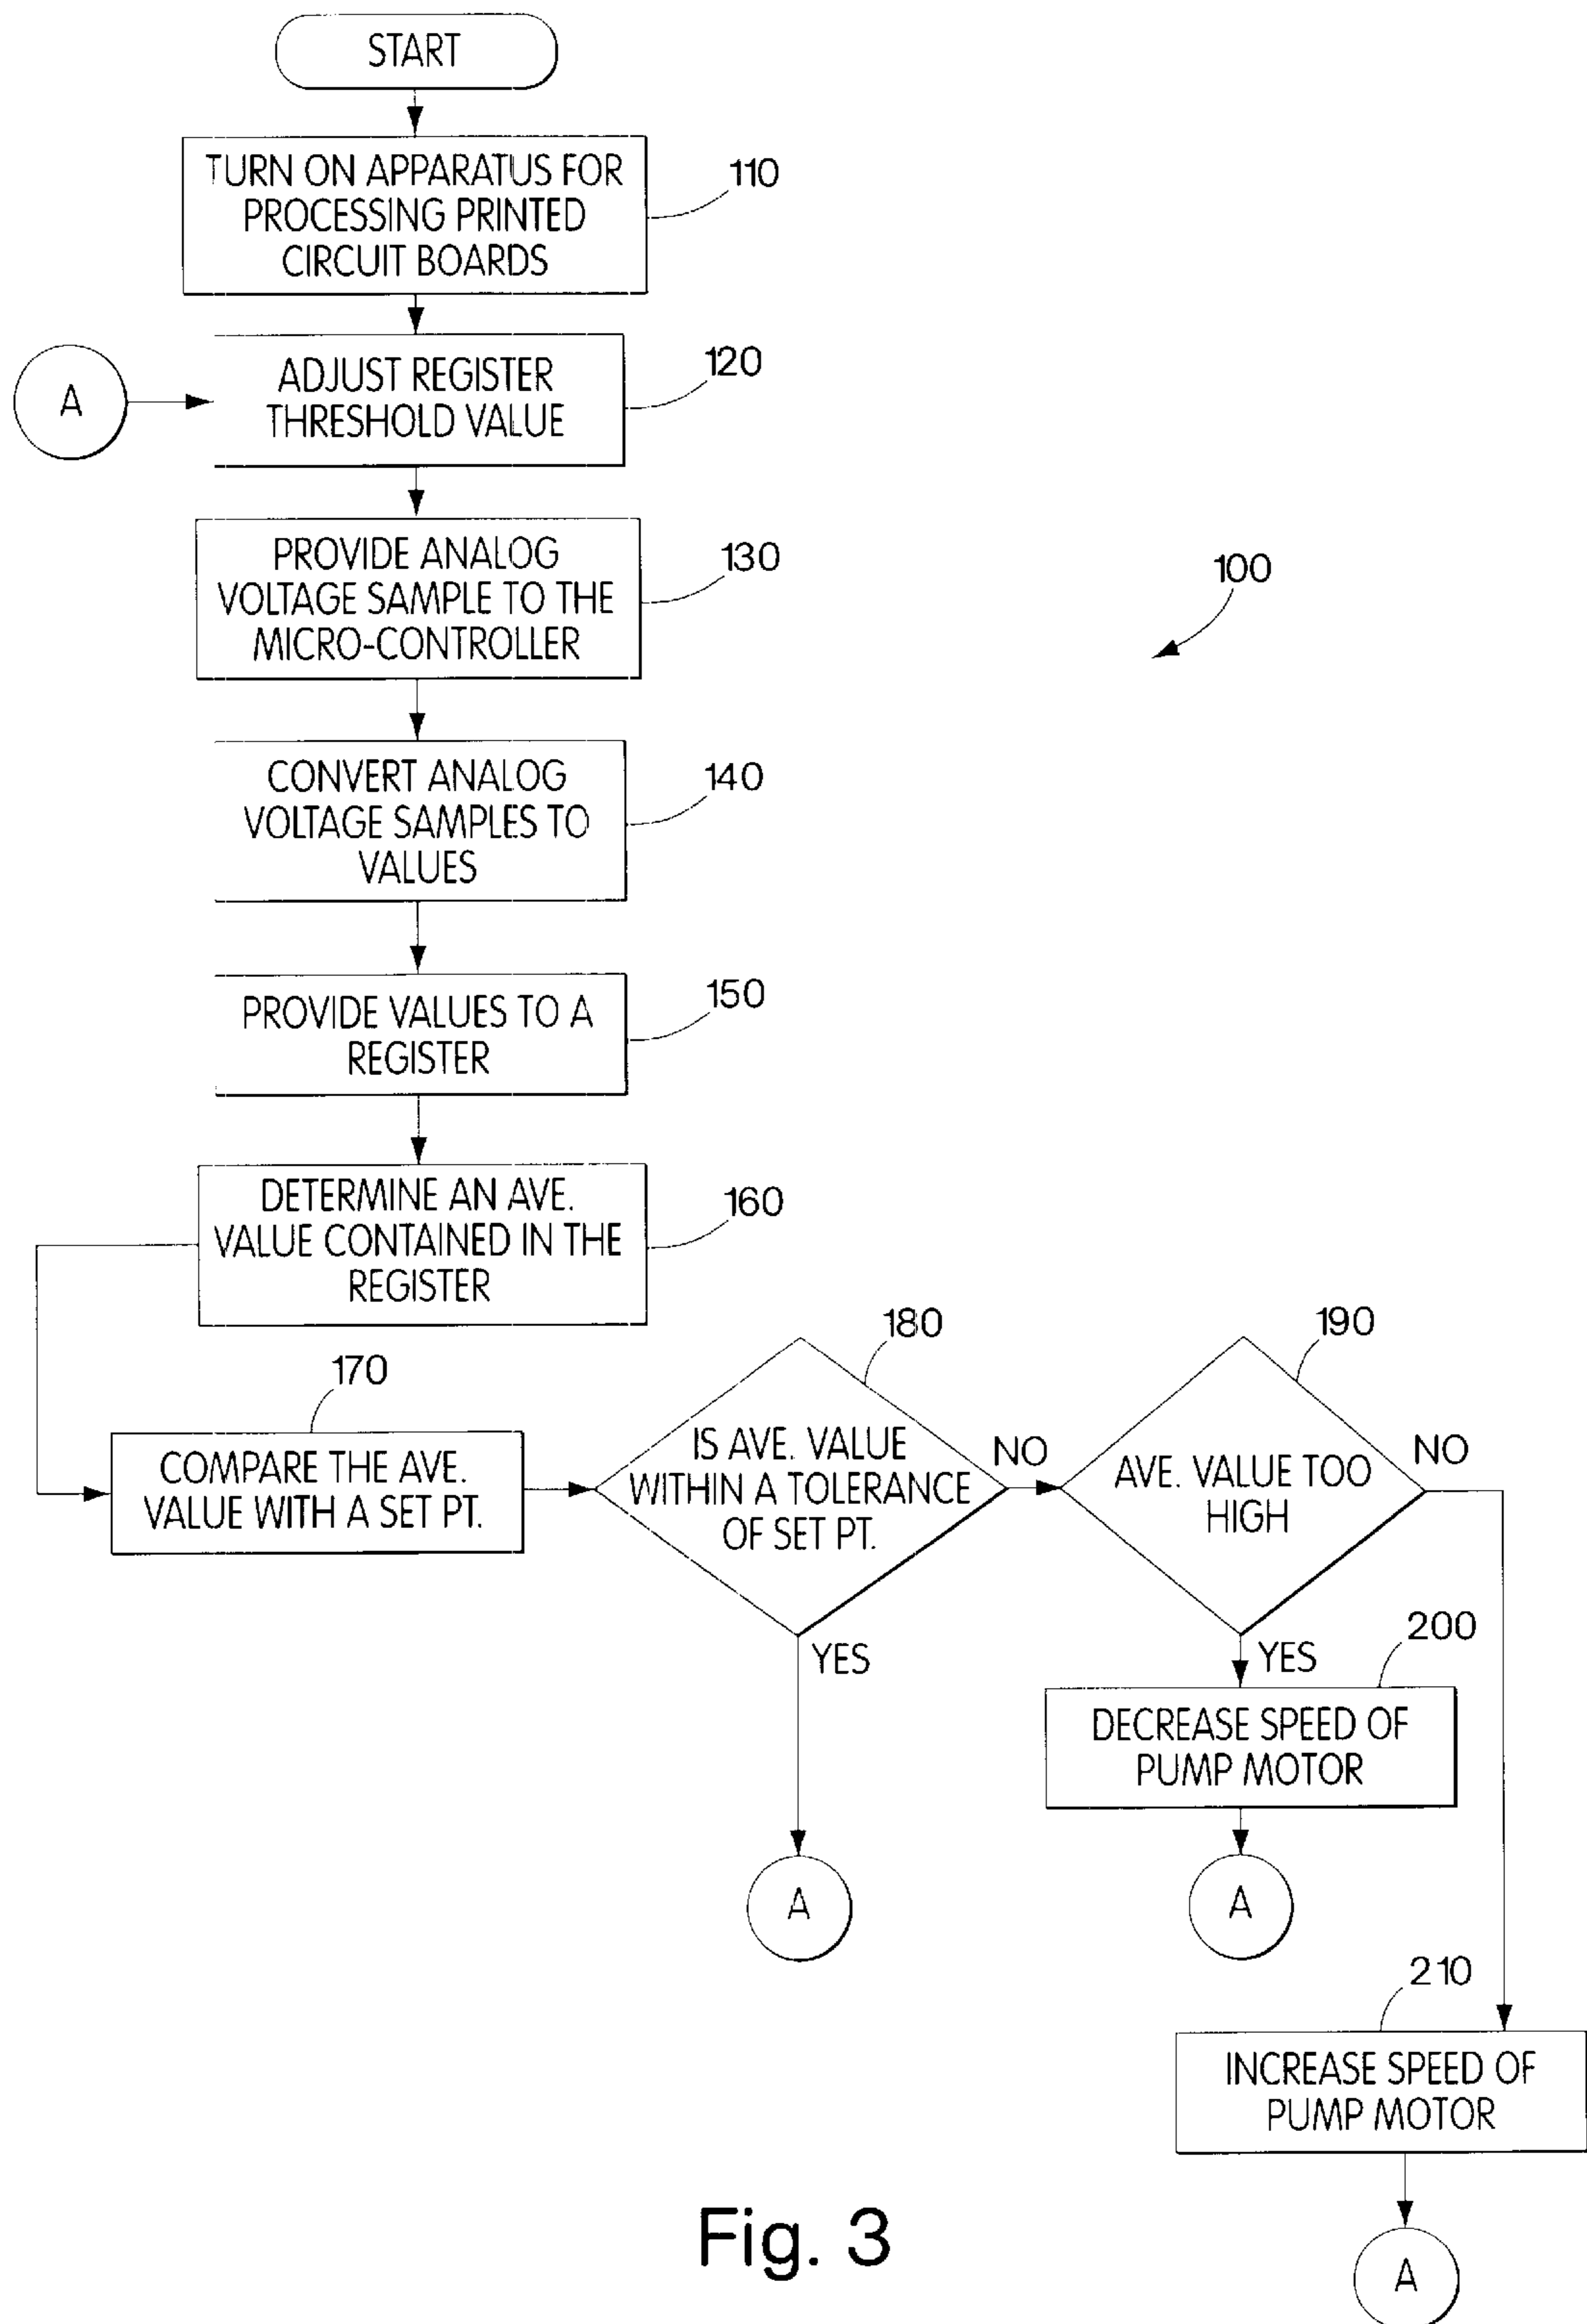 START
TURN ON APPARATUS FOR
PROCESSING PRINTED
CIRCUIT BOARDS
110
A
ADJUST REGISTER
THRESHOLD VALUE
120
PROVIDE ANALOG
VOLTAGE SAMPLE TO THE
MICRO-CONTROLLER
130
100
CONVERT ANALOG
VOLTAGE SAMPLES TO
VALUES
140
PROVIDE VALUES TO A
REGISTER
150
DETERMINE AN AVE.
VALUE CONTAINED IN THE
REGISTER
160
170
COMPARE THE AVE.
VALUE WITH A SET PT.
180
IS AVE. VALUE
WITHIN A TOLERANCE
OF SET PT.
NO
YES
A
190
AVE. VALUE TOO
HIGH
NO
YES
200
DECREASE SPEED OF
PUMP MOTOR
A
210
INCREASE SPEED OF
PUMP MOTOR
A
Fig. 3